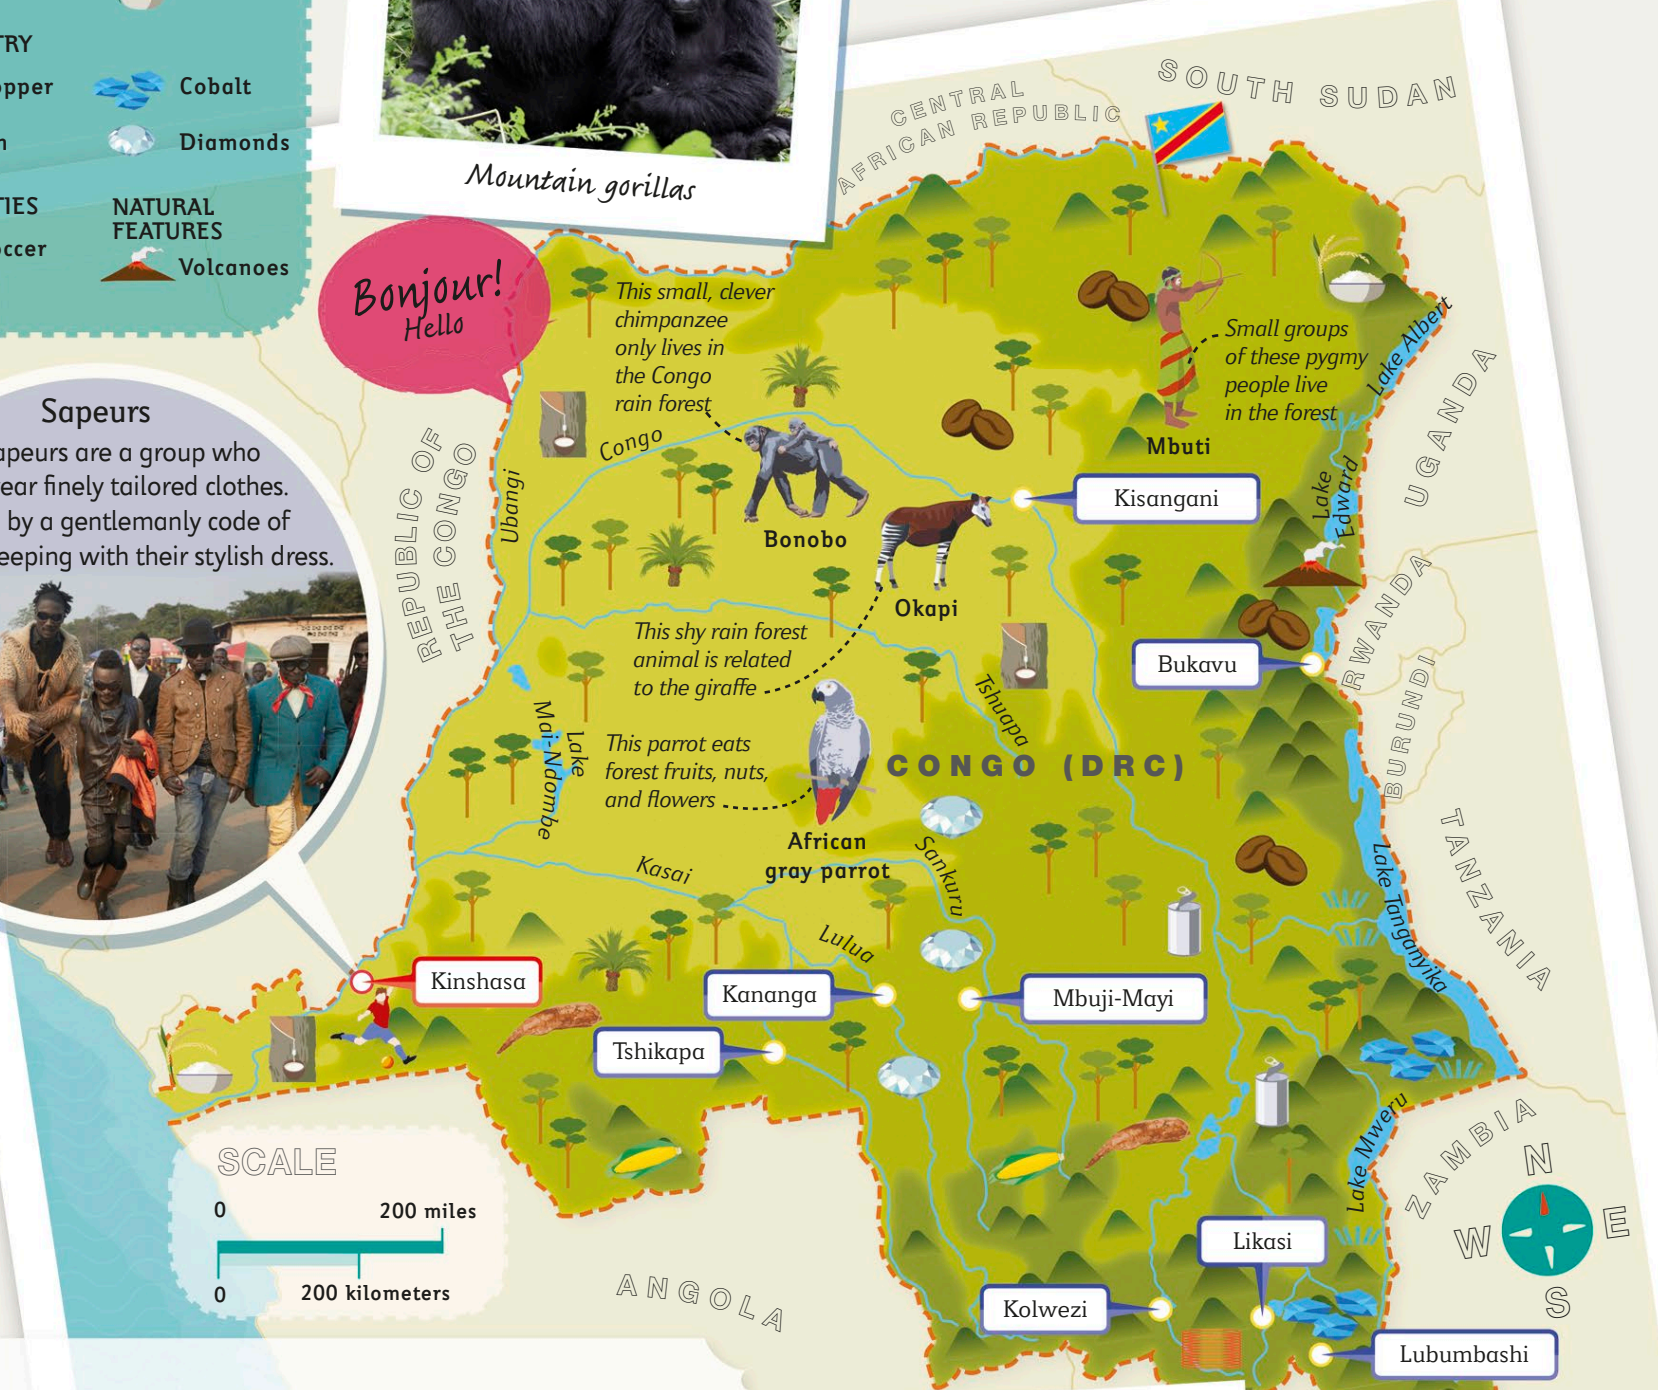 TRY
Cobalt
Diamonds
NATURAL
FEATURES
Volcanoes
Mountain gorillas
Bonjour!
Hello
Sapeurs
are a group who
finely tailored clothes.
by a gentlemanly code of
with their stylish dress.
CENTRAL
AFRICAN REPUBLIC
SOUTH SUDAN
UGANDA
RWANDA
BURUNDI
TANZANIA
ZAMBIA
ANGOLA
REPUBLIC OF
THE CONGO
This small, clever
chimpanzee
only lives in
the Congo
rain forest
Bonobo
Small groups
of these pygmy
people live
in the forest
Mbuti
Lake Albert
Lake
Edward
Congo
Ubangi
Kisangani
Okapi
This shy rain forest
animal is related
to the giraffe
Bukavu
Tshuapa
Lake
Mai-Ndombe
This parrot eats
forest fruits, nuts,
and flowers
African
gray parrot
CONGO (DRC)
Sankuru
Kasai
Lulua
Lake Tanganyika
Kinshasa
Kananga
Mbuji-Mayi
Tshikapa
Lake Mweru
SCALE
0
200 miles
0
200 kilometers
Likasi
Kolwezi
Lubumbashi
N
W
E
S